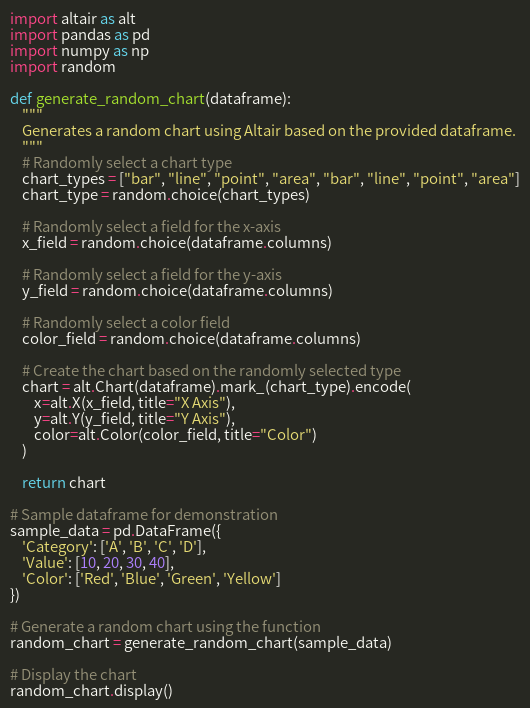 import altair as alt
import pandas as pd
import numpy as np
import random

def generate_random_chart(dataframe):
    """
    Generates a random chart using Altair based on the provided dataframe.
    """
    # Randomly select a chart type
    chart_types = ["bar", "line", "point", "area", "bar", "line", "point", "area"]
    chart_type = random.choice(chart_types)

    # Randomly select a field for the x-axis
    x_field = random.choice(dataframe.columns)

    # Randomly select a field for the y-axis
    y_field = random.choice(dataframe.columns)

    # Randomly select a color field
    color_field = random.choice(dataframe.columns)

    # Create the chart based on the randomly selected type
    chart = alt.Chart(dataframe).mark_(chart_type).encode(
        x=alt.X(x_field, title="X Axis"),
        y=alt.Y(y_field, title="Y Axis"),
        color=alt.Color(color_field, title="Color")
    )

    return chart

# Sample dataframe for demonstration
sample_data = pd.DataFrame({
    'Category': ['A', 'B', 'C', 'D'],
    'Value': [10, 20, 30, 40],
    'Color': ['Red', 'Blue', 'Green', 'Yellow']
})

# Generate a random chart using the function
random_chart = generate_random_chart(sample_data)

# Display the chart
random_chart.display()